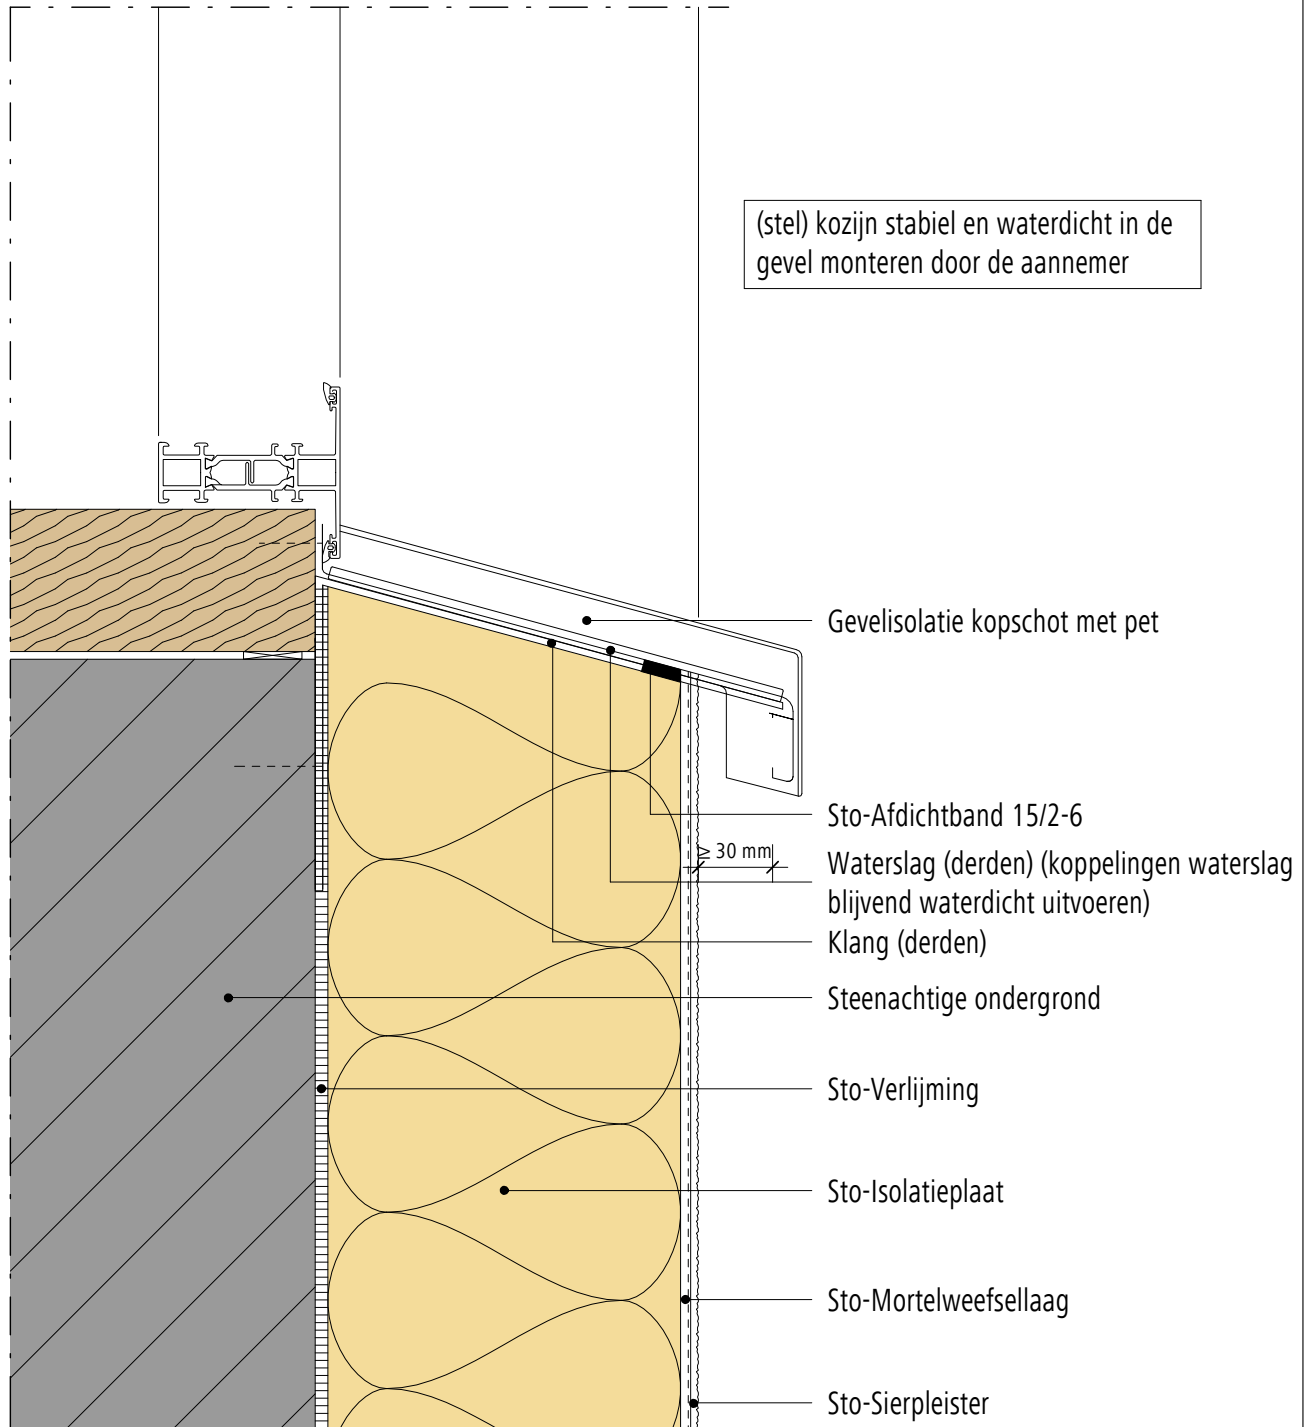 (stel) kozijn stabiel en waterdicht in de
gevel monteren door de aannemer
Gevelisolatie kopschot met pet
Sto-Afdichtband 15/2-6
≥ 30 mm
Waterslag (derden) (koppelingen waterslag
blijvend waterdicht uitvoeren)
Klang (derden)
Steenachtige ondergrond
Sto-Verlijming
Sto-Isolatieplaat
Sto-Mortelweefsellaag
Sto-Sierpleister